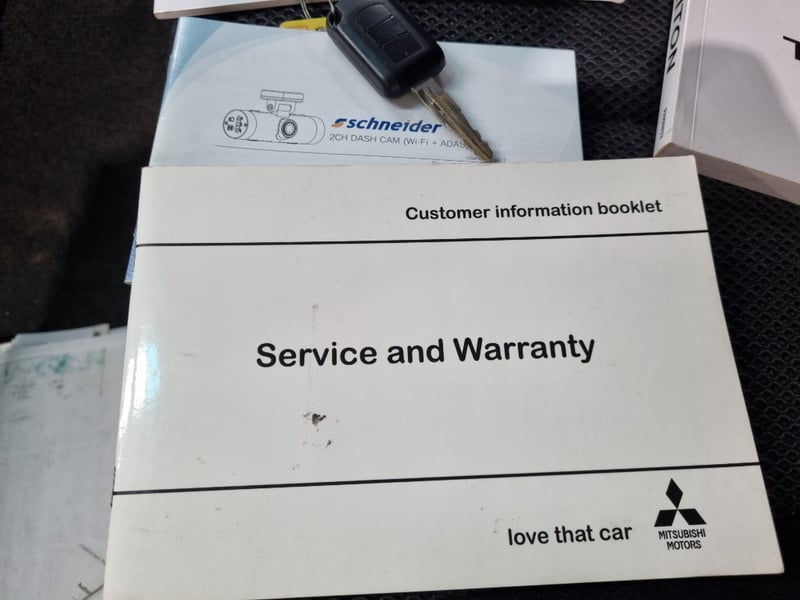 schneider
2CH DASH CAM (Wi-Fi + ADAS)
Customer information booklet
Service and Warranty
love that car
MITSUBISHI
MOTORS